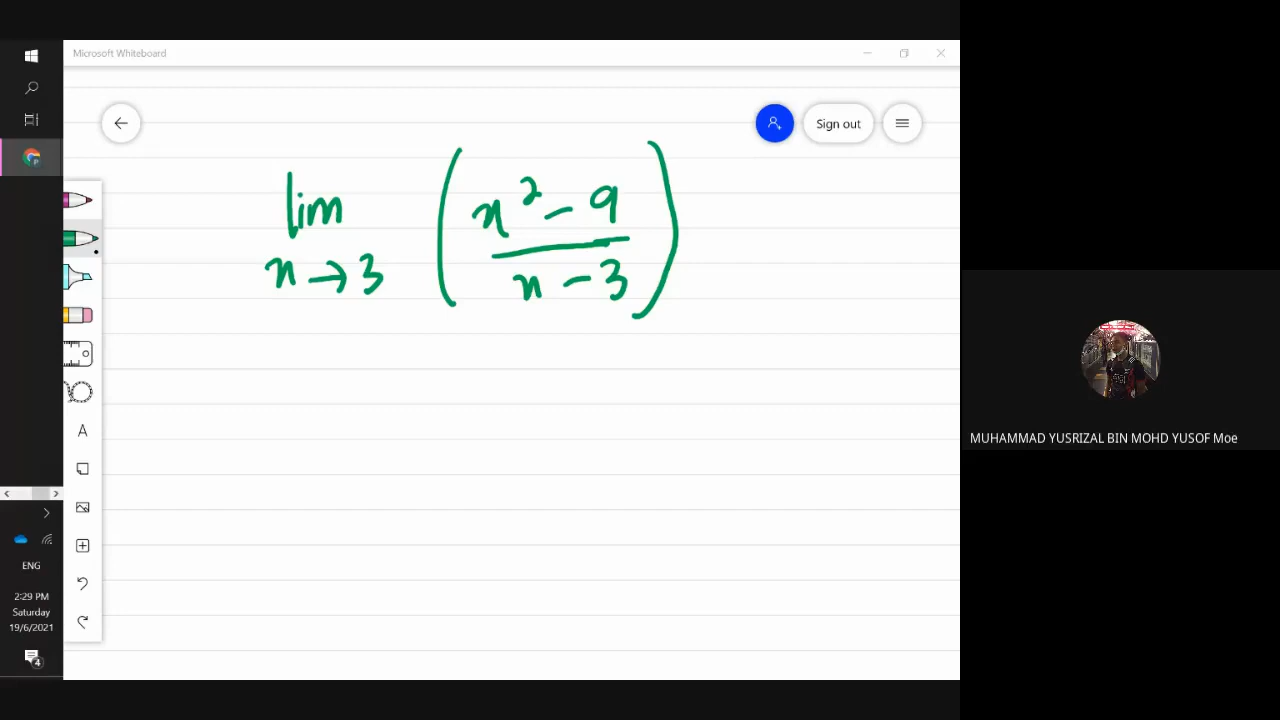 Microsoft Whiteboard
Sign out
lim
x → 3
( x² - 9 / x - 3 )
A
MUHAMMAD YUSRIZAL BIN MOHD YUSOF Moe
ENG
2:29 PM
Saturday
19/6/2021
4